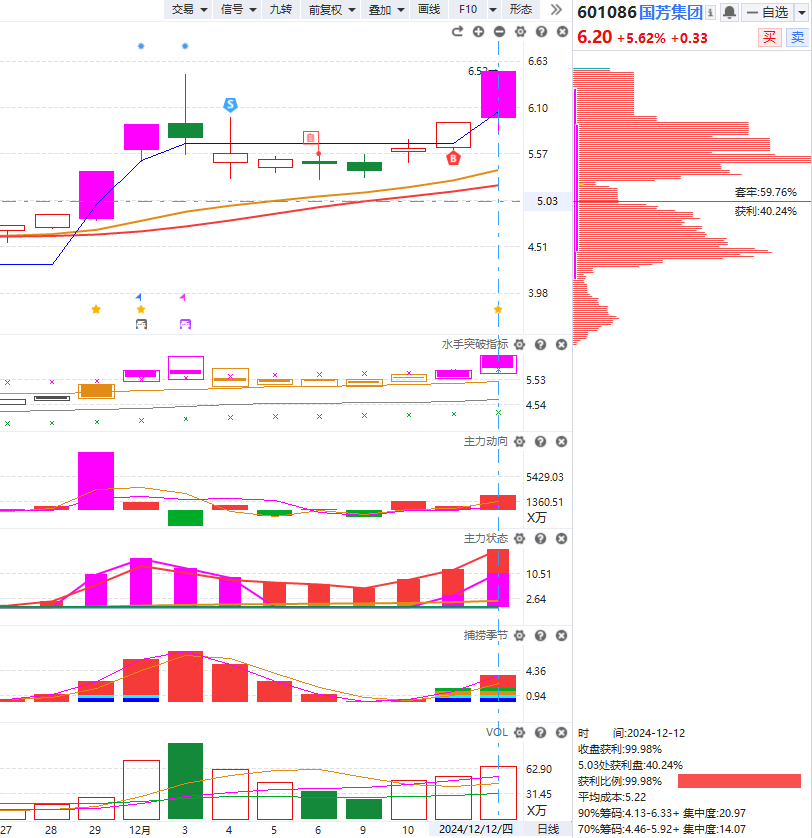 交易 信号 九转 前复权 叠加 画线 F10 形态
601086 国芳集团 自选
6.20 +5.62% +0.33 买 卖
6.63
6.10
5.57
5.03
4.51
3.98
S
B
套牢:59.76%
获利:40.24%
水手突破指标
5.53
4.54
主力动向
5429.03
1360.51
X万
主力状态
10.51
2.64
捕捞季节
4.36
0.94
VOL
62.90
31.45
X万
27 28 29 12月 3 4 5 6 9 10 2024/12/12/四 日线
时 间:2024-12-12
收盘获利:99.98%
5.03处获利盘:40.24%
获利比例:99.98%
平均成本:5.22
90%筹码:4.13-6.33+ 集中度:20.97
70%筹码:4.46-5.92+ 集中度:14.07